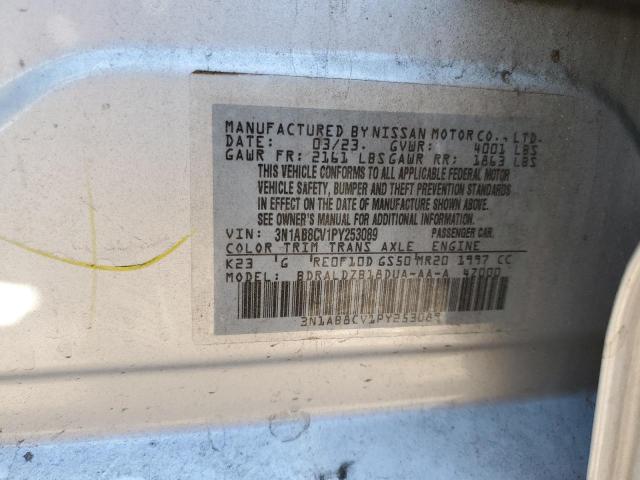 MANUFACTURED BY NISSAN MOTOR CO., LTD.
DATE: 03/23. GVWR: 4001 LBS
GAWR FR: 2161 LBS GAWR RR: 1863 LBS
THIS VEHICLE CONFORMS TO ALL APPLICABLE FEDERAL MOTOR
VEHICLE SAFETY, BUMPER AND THEFT PREVENTION STANDARDS
IN EFFECT ON THE DATE OF MANUFACTURE SHOWN ABOVE.
SEE OWNER'S MANUAL FOR ADDITIONAL INFORMATION.
VIN: 3N1AB8CV1PY253089 PASSENGER CAR.
COLOR TRIM TRANS AXLE ENGINE
K23 G RE0F10D GS50 MR20 1997 CC
MODEL: BDRALDZB18DUA-AA-A 47000
3N1AB8CV1PY253089